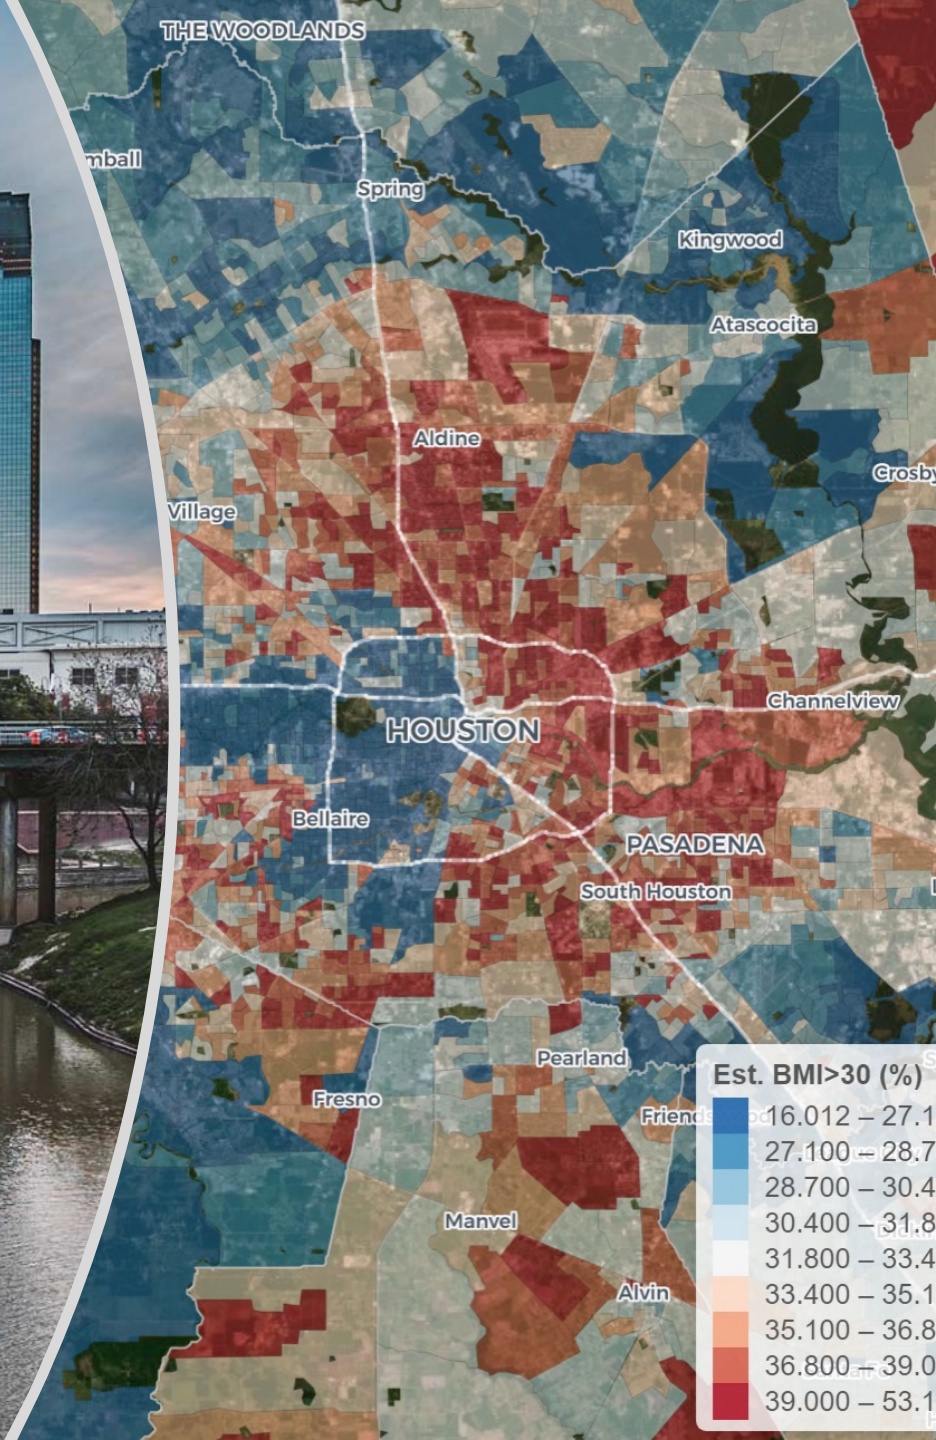 THE WOODLANDS
mball
Spring
Kingwood
Atascocita
Aldine
Crosby
Village
Channelview
HOUSTON
Bellaire
PASADENA
South Houston
Pearland
Fresno
Manvel
Alvin
Est. BMI>30 (%)
16.012 – 27.1
27.100 – 28.7
28.700 – 30.4
30.400 – 31.8
31.800 – 33.4
33.400 – 35.1
35.100 – 36.8
36.800 – 39.0
39.000 – 53.1